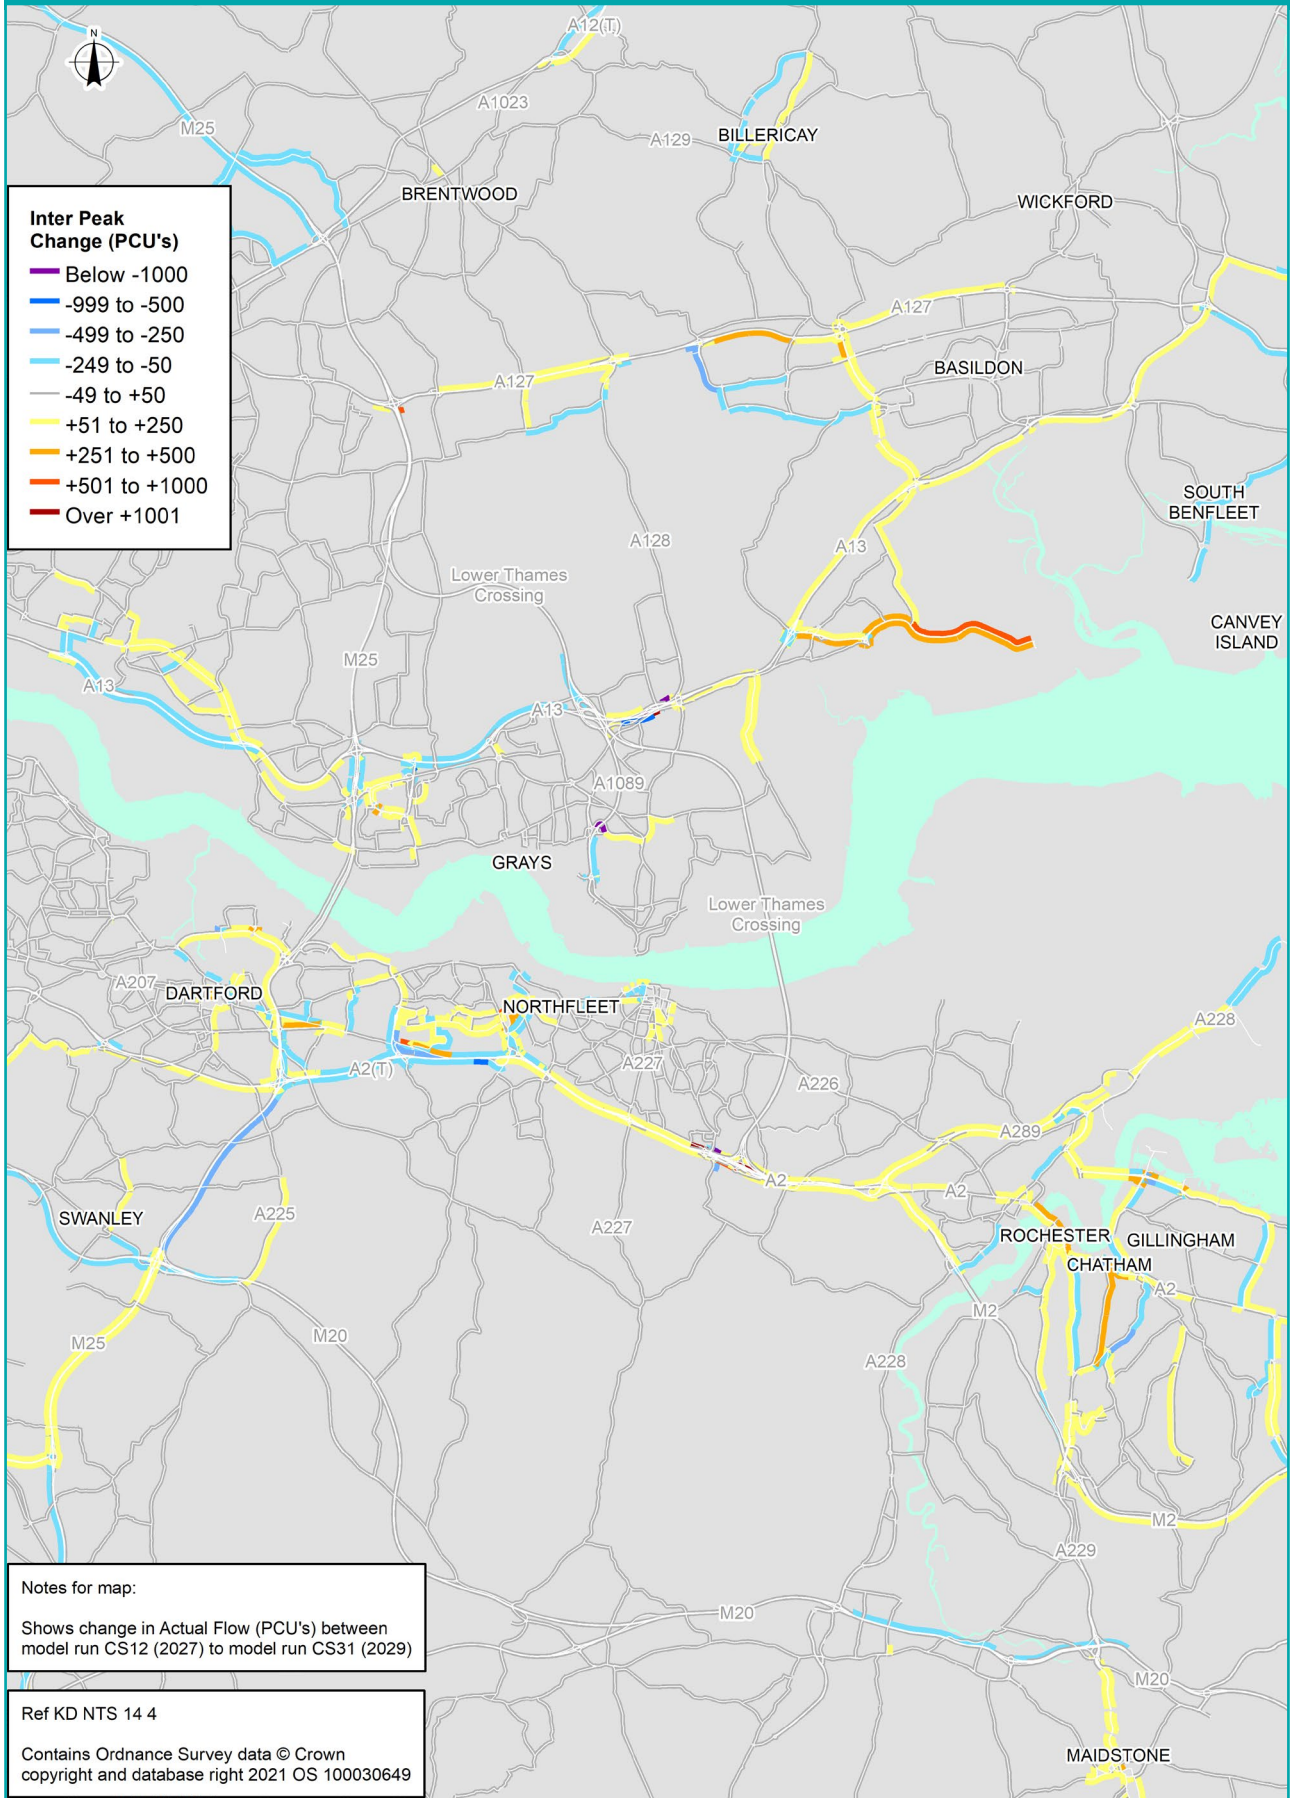 N
A12(T)
A1023
M25
A129
BILLERICAY
BRENTWOOD
WICKFORD
Inter Peak
Change (PCU's)
Below -1000
-999 to -500
-499 to -250
-249 to -50
-49 to +50
+51 to +250
+251 to +500
+501 to +1000
Over +1001
A127
BASILDON
A127
SOUTH
BENFLEET
A128
A13
Lower Thames
Crossing
CANVEY
ISLAND
M25
A13
A13
A1089
GRAYS
Lower Thames
Crossing
A207
DARTFORD
NORTHFLEET
A228
A2(T)
A227
A226
A289
A2
A2
SWANLEY
A225
A227
ROCHESTER
GILLINGHAM
CHATHAM
A2
M25
M20
M2
A228
M2
A229
Notes for map:
Shows change in Actual Flow (PCU's) between
model run CS12 (2027) to model run CS31 (2029)
M20
M20
Ref KD NTS 14 4
Contains Ordnance Survey data © Crown
copyright and database right 2021 OS 100030649
MAIDSTONE